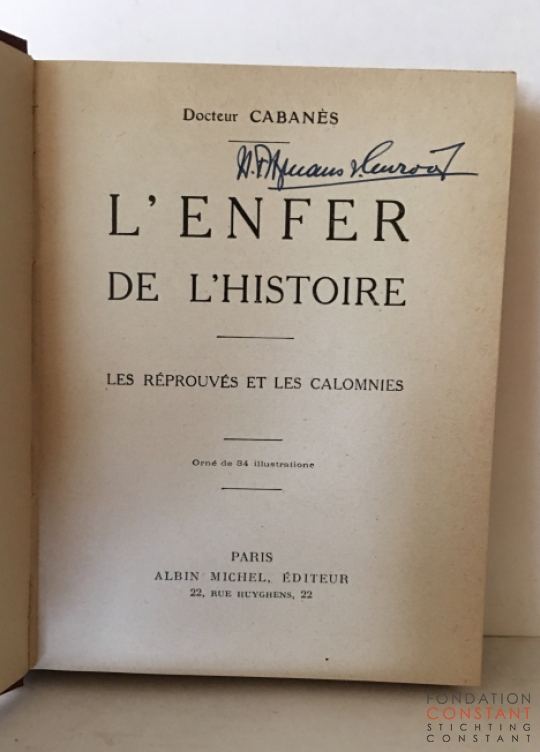 Docteur CABANÈS
L'ENFER
DE L'HISTOIRE
LES RÉPROUVÉS ET LES CALOMNIES
Orné de 34 illustrations
PARIS
ALBIN MICHEL, ÉDITEUR
22, RUE HUYGHENS, 22
FONDATION
CONSTANT
STICHTING
CONSTANT